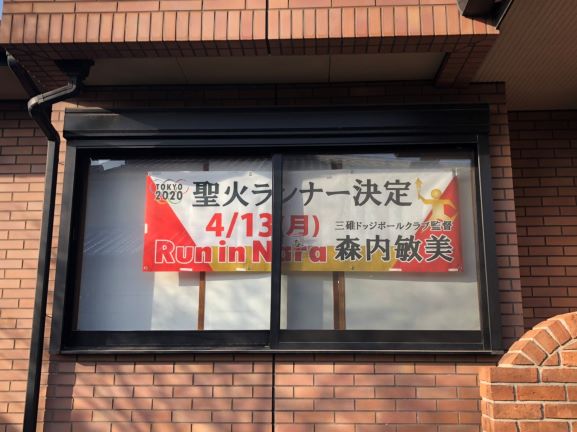 TOKYO
2020
聖火ランナー決定
4/13(月)
三碓ドッジボールクラブ監督
Run in Nara
森内敏美